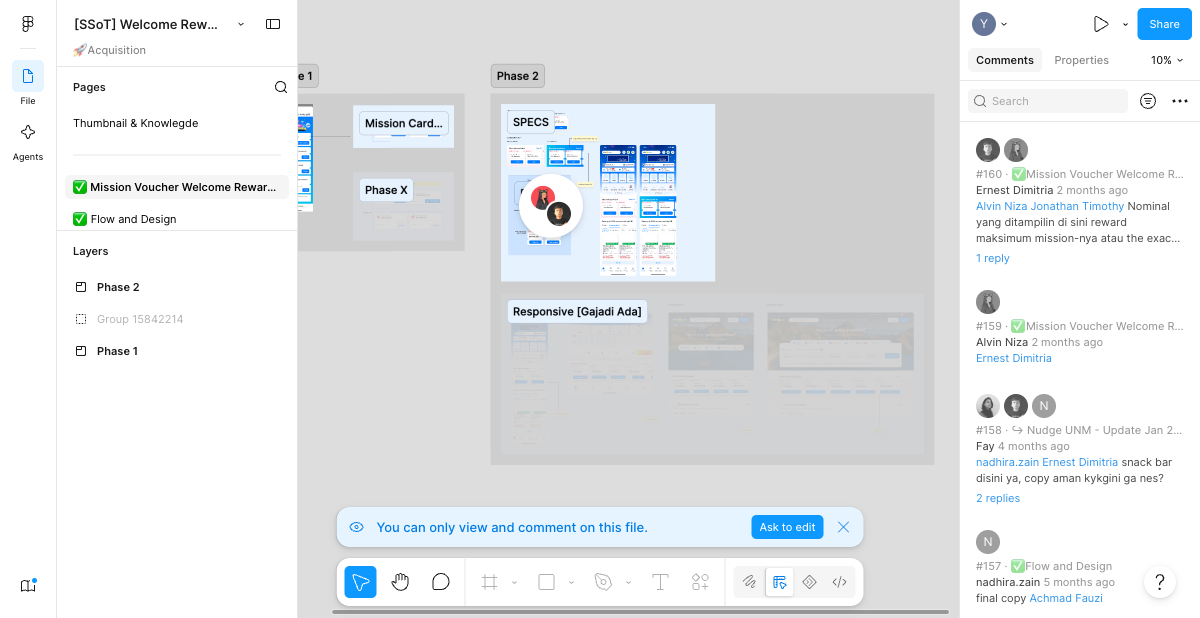 [SSoT] Welcome Rew...
🚀Acquisition
File
Agents
Pages
Thumbnail & Knowlegde
✅ Mission Voucher Welcome Rewar...
✅ Flow and Design
Layers
Phase 2
Group 15842214
Phase 1
e 1
Mission Card...
Phase X
Phase 2
SPECS
Responsive [Gajadi Ada]
You can only view and comment on this file.
Ask to edit
Y
Share
Comments
Properties
10%
Search
#160 · ✅Mission Voucher Welcome R...
Ernest Dimitria 2 months ago
Alvin Niza Jonathan Timothy Nominal
yang ditampilin di sini reward
maksimum mission-nya atau the exac...
1 reply
#159 · ✅Mission Voucher Welcome R...
Alvin Niza 2 months ago
Ernest Dimitria
N
#158 · ↪ Nudge UNM - Update Jan 2...
Fay 4 months ago
nadhira.zain Ernest Dimitria snack bar
disini ya, copy aman kykgini ga nes?
2 replies
N
#157 · ✅Flow and Design
nadhira.zain 5 months ago
final copy Achmad Fauzi
?